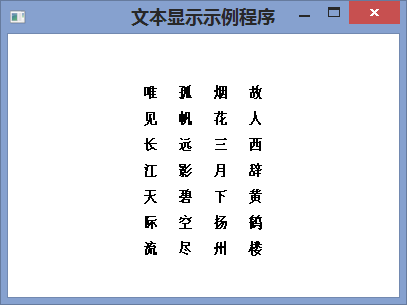 文本显示示例程序
故人西辞黄鹤楼
烟花三月下扬州
孤帆远影碧空尽
唯见长江天际流